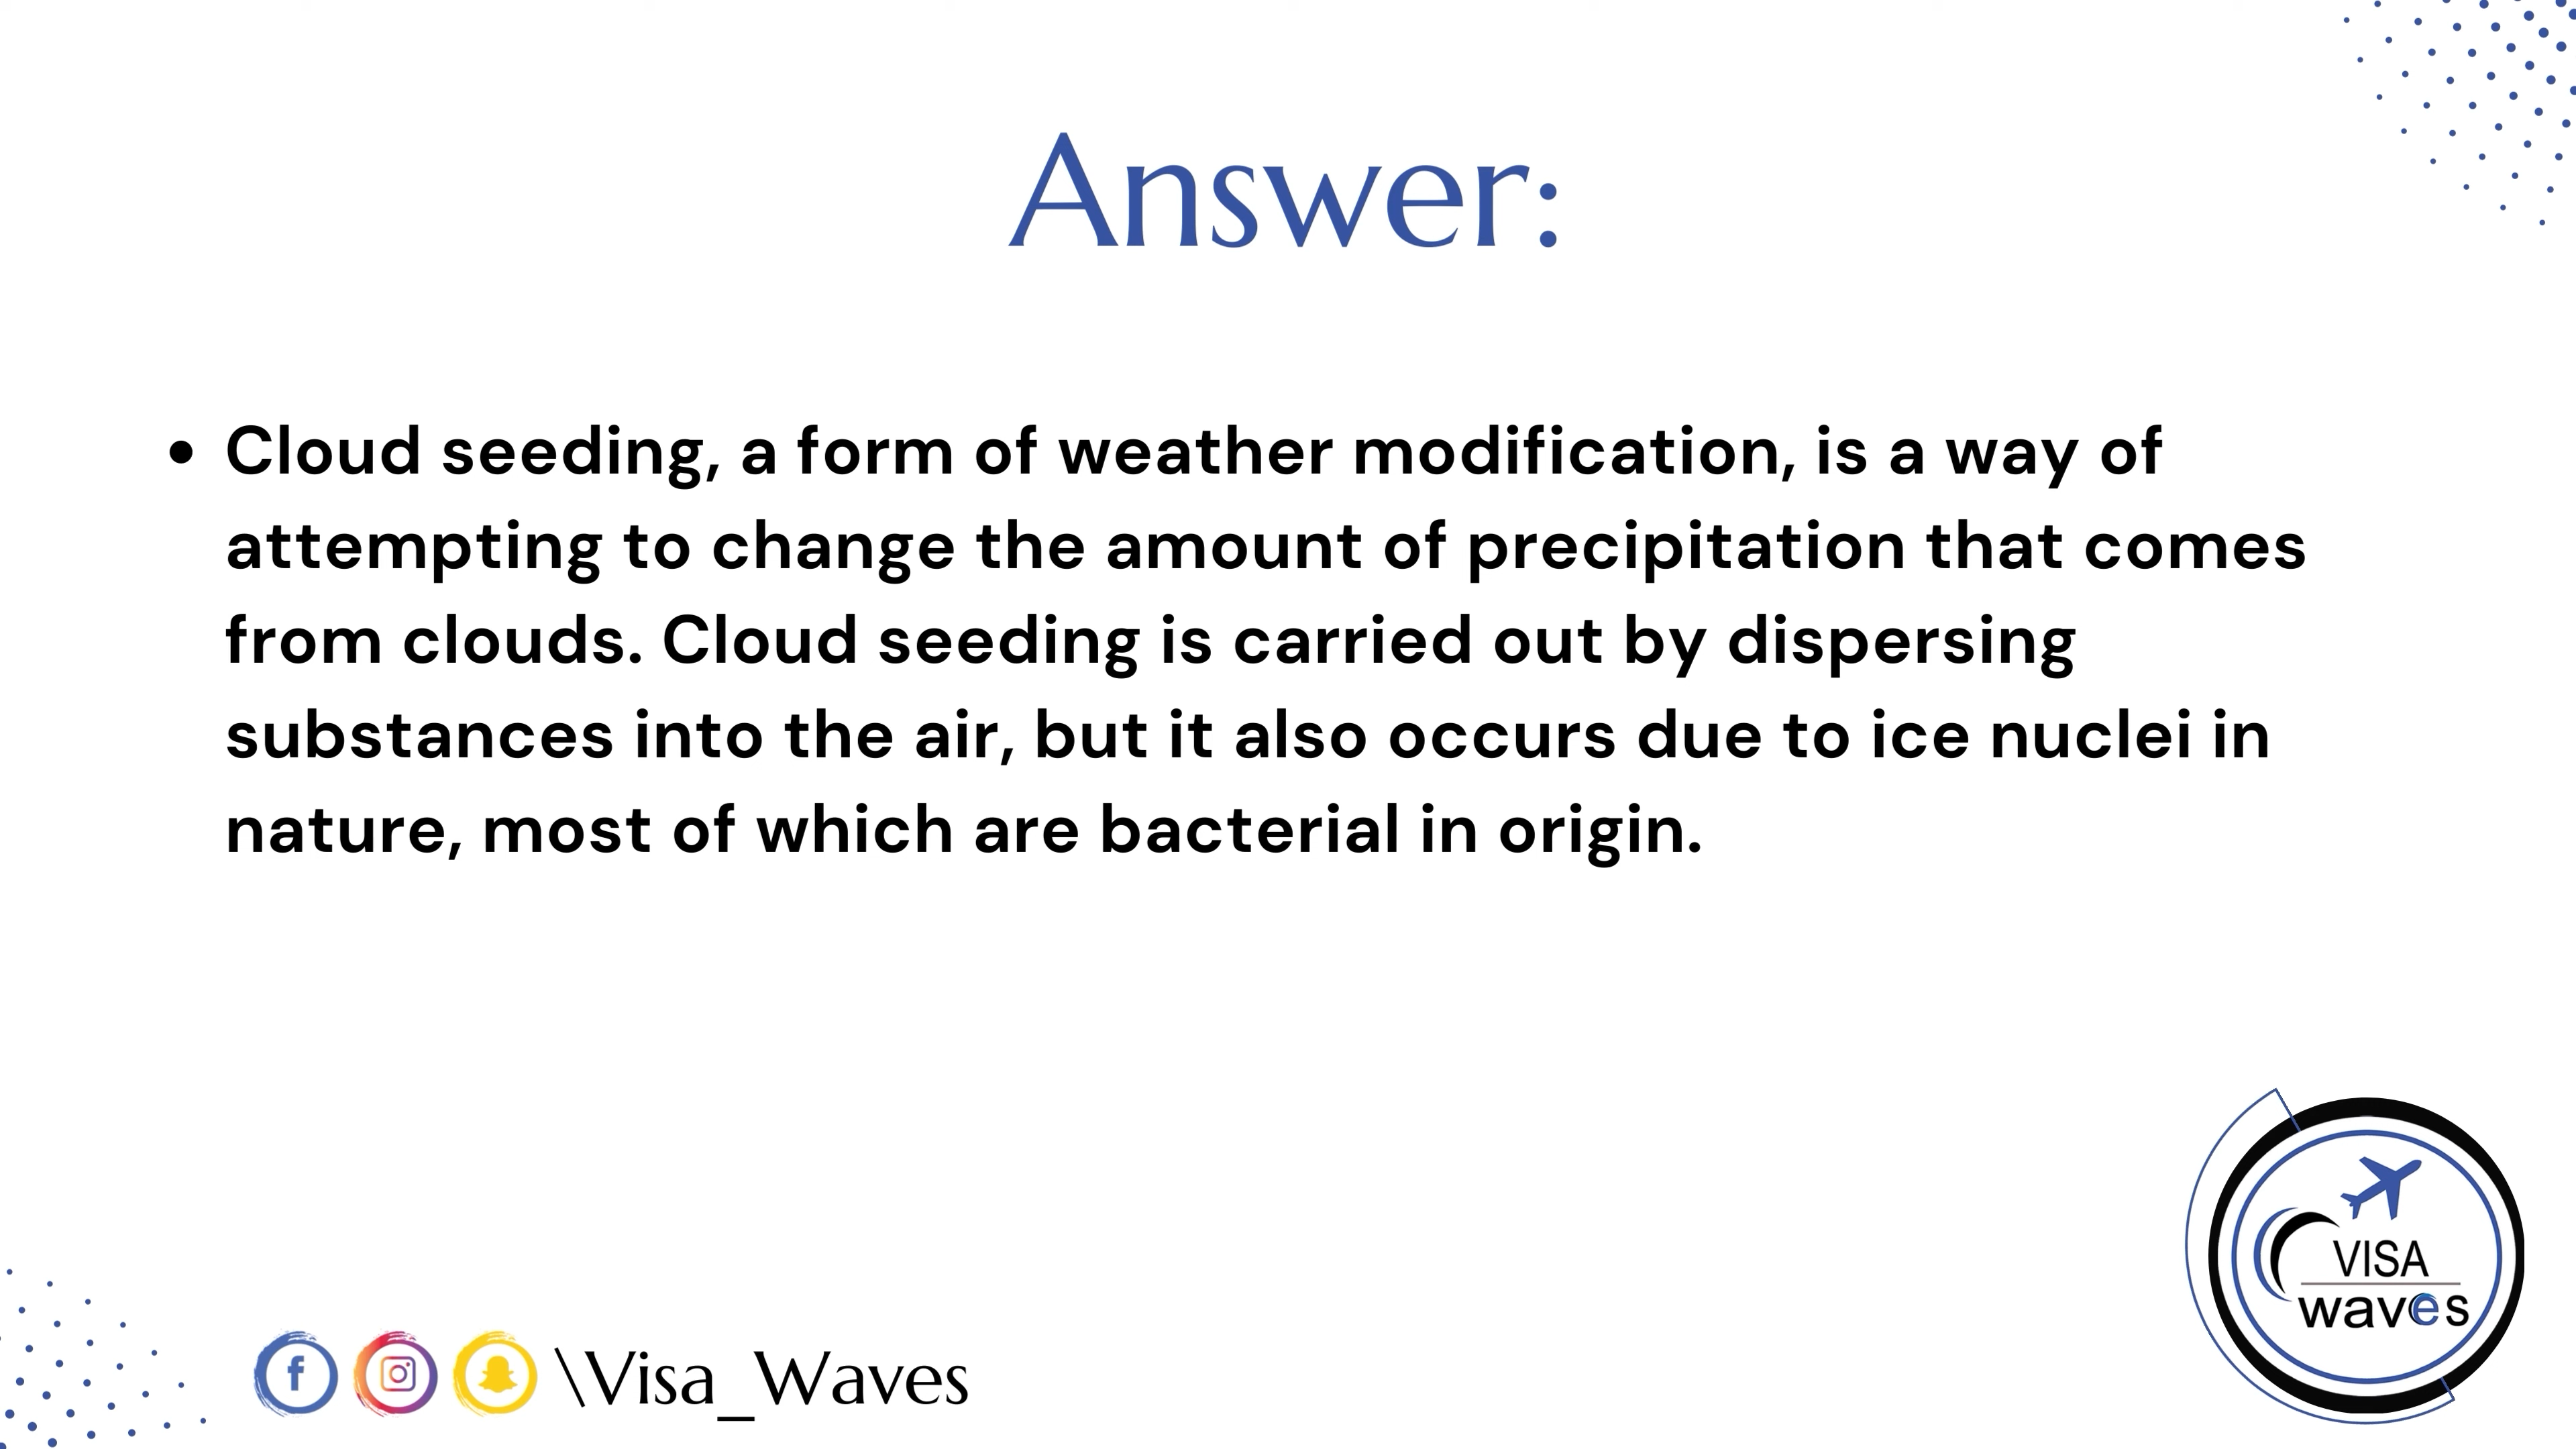 Answer:
• Cloud seeding, a form of weather modification, is a way of
attempting to change the amount of precipitation that comes
from clouds. Cloud seeding is carried out by dispersing
substances into the air, but it also occurs due to ice nuclei in
nature, most of which are bacterial in origin.
VISA
waves
\Visa_Waves